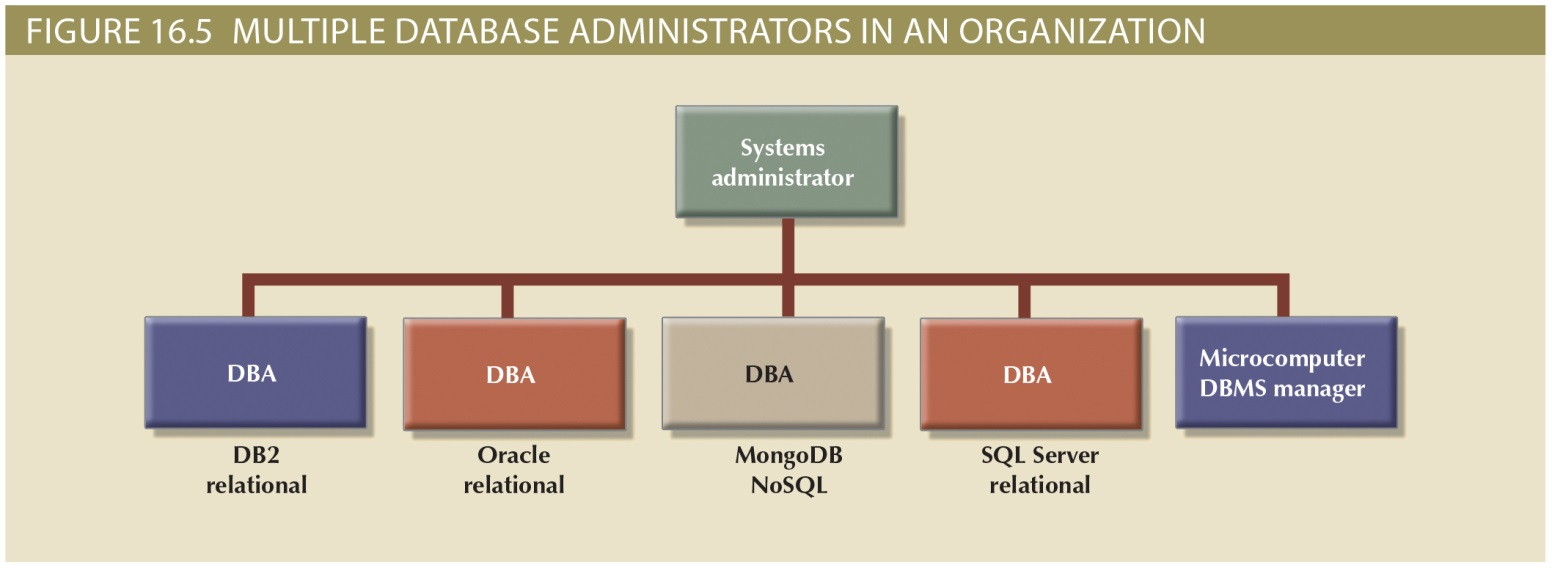 FIGURE 16.5 MULTIPLE DATABASE ADMINISTRATORS IN AN ORGANIZATION
Systems
administrator
DBA
DB2
relational
DBA
Oracle
relational
DBA
MongoDB
NoSQL
DBA
SQL Server
relational
Microcomputer
DBMS manager